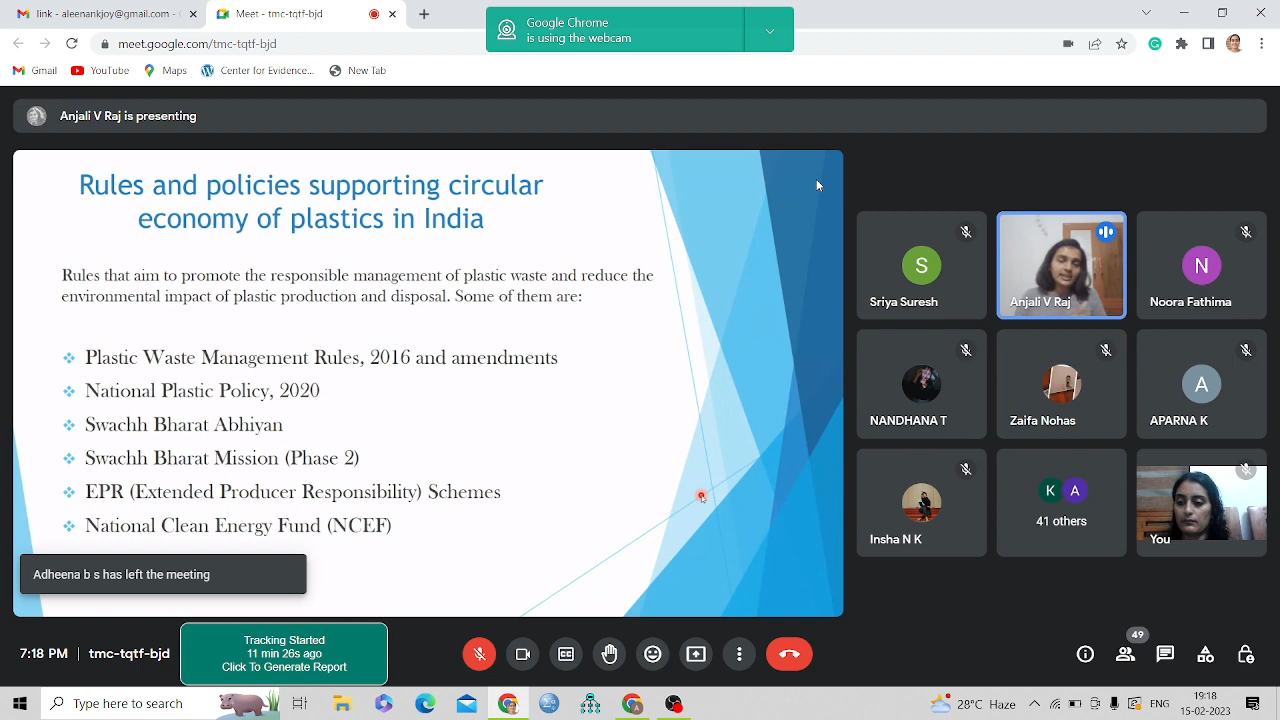 link - aleenankjoy@gmail.com -
Meet - tmc-tqtf-bjd
Google Chrome
is using the webcam
meet.google.com/tmc-tqtf-bjd
Gmail
YouTube
Maps
Center for Evidence...
New Tab
Anjali V Raj is presenting
Rules and policies supporting circular
economy of plastics in India
Rules that aim to promote the responsible management of plastic waste and reduce the
environmental impact of plastic production and disposal. Some of them are:
Plastic Waste Management Rules, 2016 and amendments
National Plastic Policy, 2020
Swachh Bharat Abhiyan
Swachh Bharat Mission (Phase 2)
EPR (Extended Producer Responsibility) Schemes
National Clean Energy Fund (NCEF)
Adheena b s has left the meeting
S
Sriya Suresh
Anjali V Raj
N
Noora Fathima
NANDHANA T
Zaifa Nohas
A
APARNA K
Insha N K
K A
41 others
You
7:18 PM | tmc-tqtf-bjd
Tracking Started
11 min 26s ago
Click To Generate Report
49
Type here to search
28°C Haze
ENG
19:18
15-02-2023